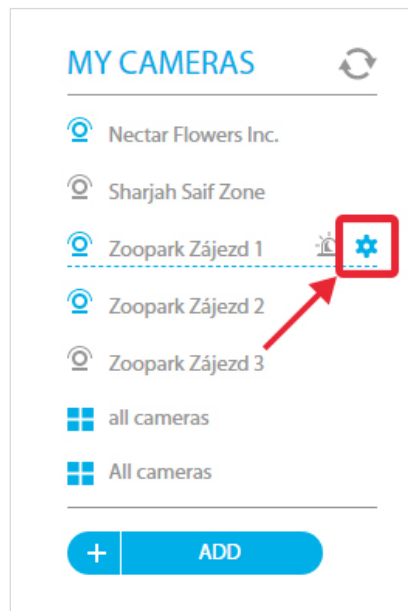 MY CAMERAS
Nectar Flowers Inc.
Sharjah Saif Zone
Zoopark Zájezd 1
Zoopark Zájezd 2
Zoopark Zájezd 3
all cameras
All cameras
+ ADD